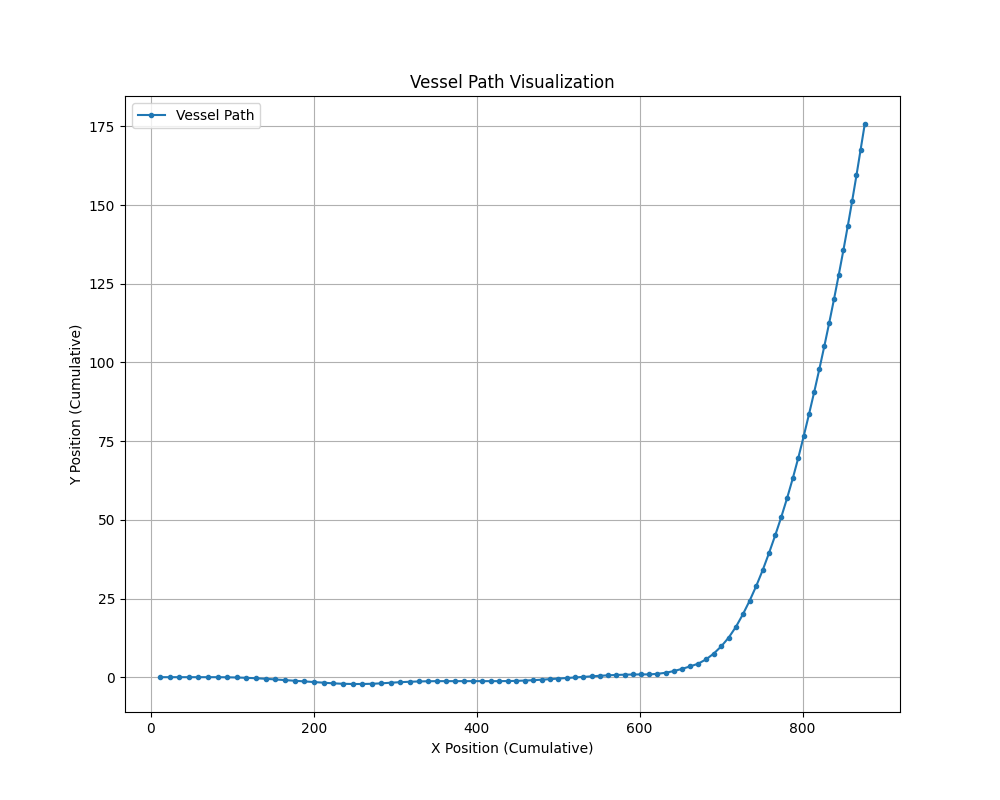 Vessel Path Visualization
Vessel Path
175
150
125
100
75
50
25
0
Y Position (Cumulative)
0 200 400 600 800
X Position (Cumulative)